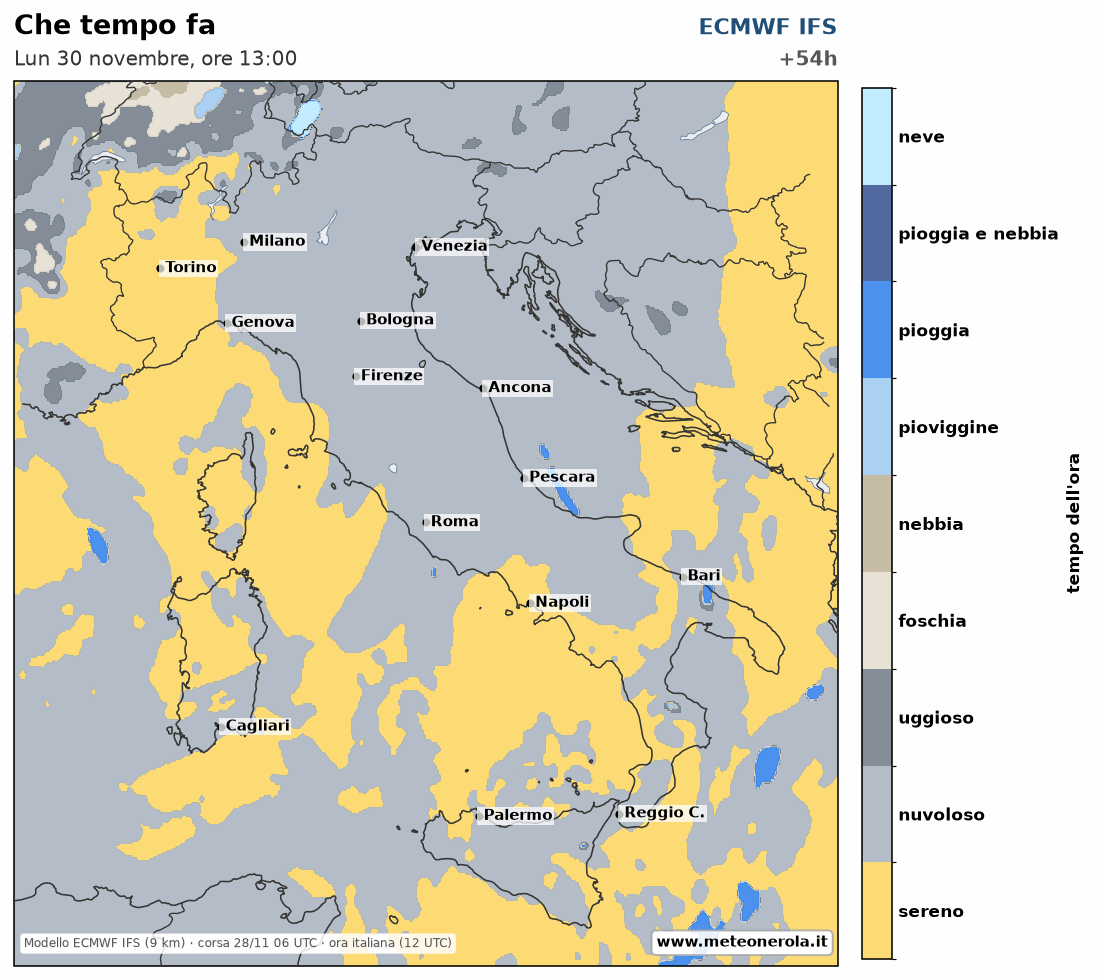 Che tempo fa
ECMWF IFS
Lun 30 novembre, ore 13:00
+54h
neve
pioggia e nebbia
pioggia
pioviggine
nebbia
foschia
uggioso
nuvoloso
sereno
tempo dell'ora
Milano
Venezia
Torino
Genova
Bologna
Firenze
Ancona
Pescara
Roma
Bari
Napoli
Cagliari
Palermo
Reggio C.
Modello ECMWF IFS (9 km) · corsa 28/11 06 UTC · ora italiana (12 UTC)
www.meteonerola.it